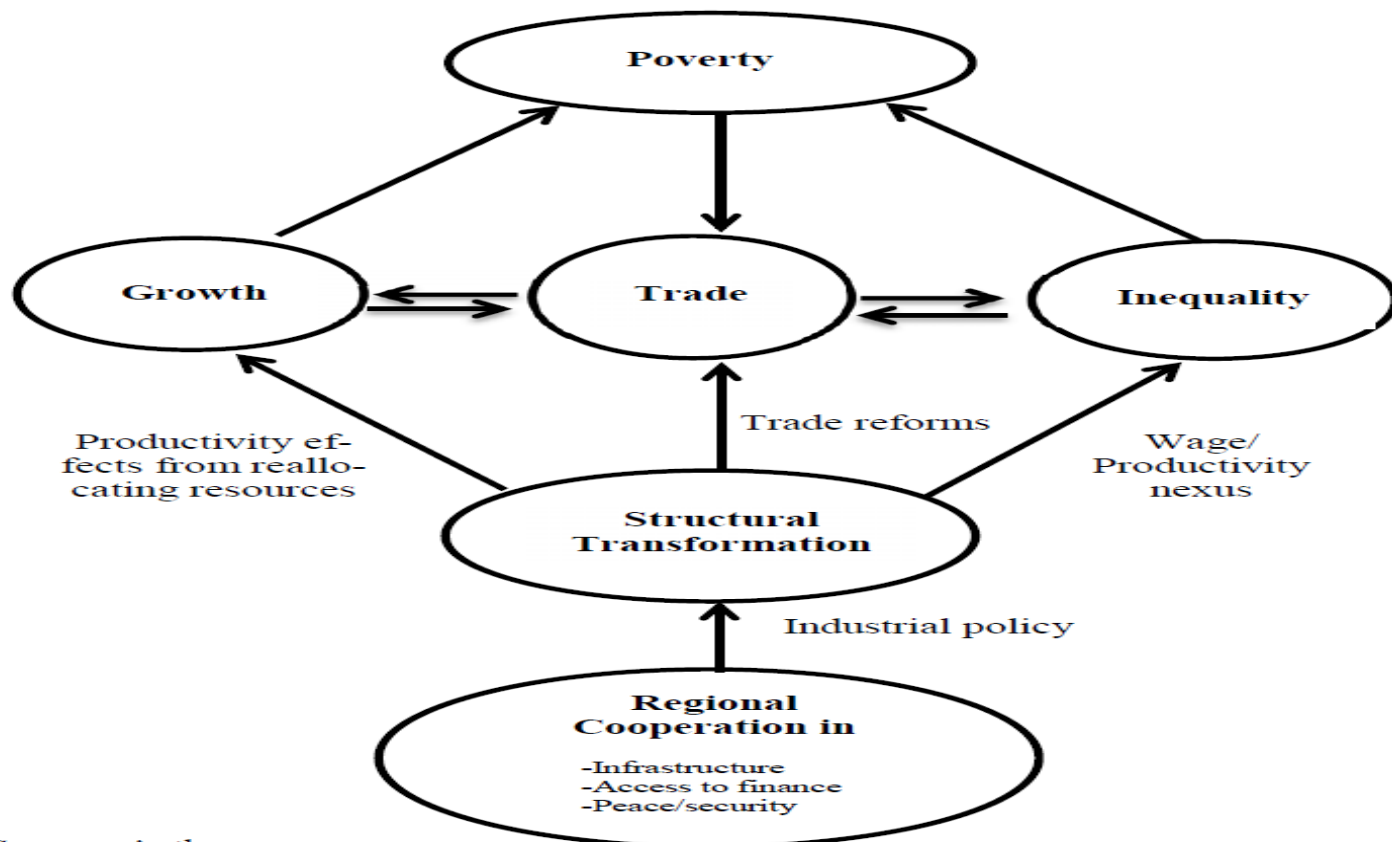 Poverty
Growth
Trade
Inequality
Trade reforms
Productivity ef-
fects from reallo-
cating resources
Wage/
Productivity
nexus
Structural
Transformation
Industrial policy
Regional
Cooperation in
-Infrastructure
-Access to finance
-Peace/security